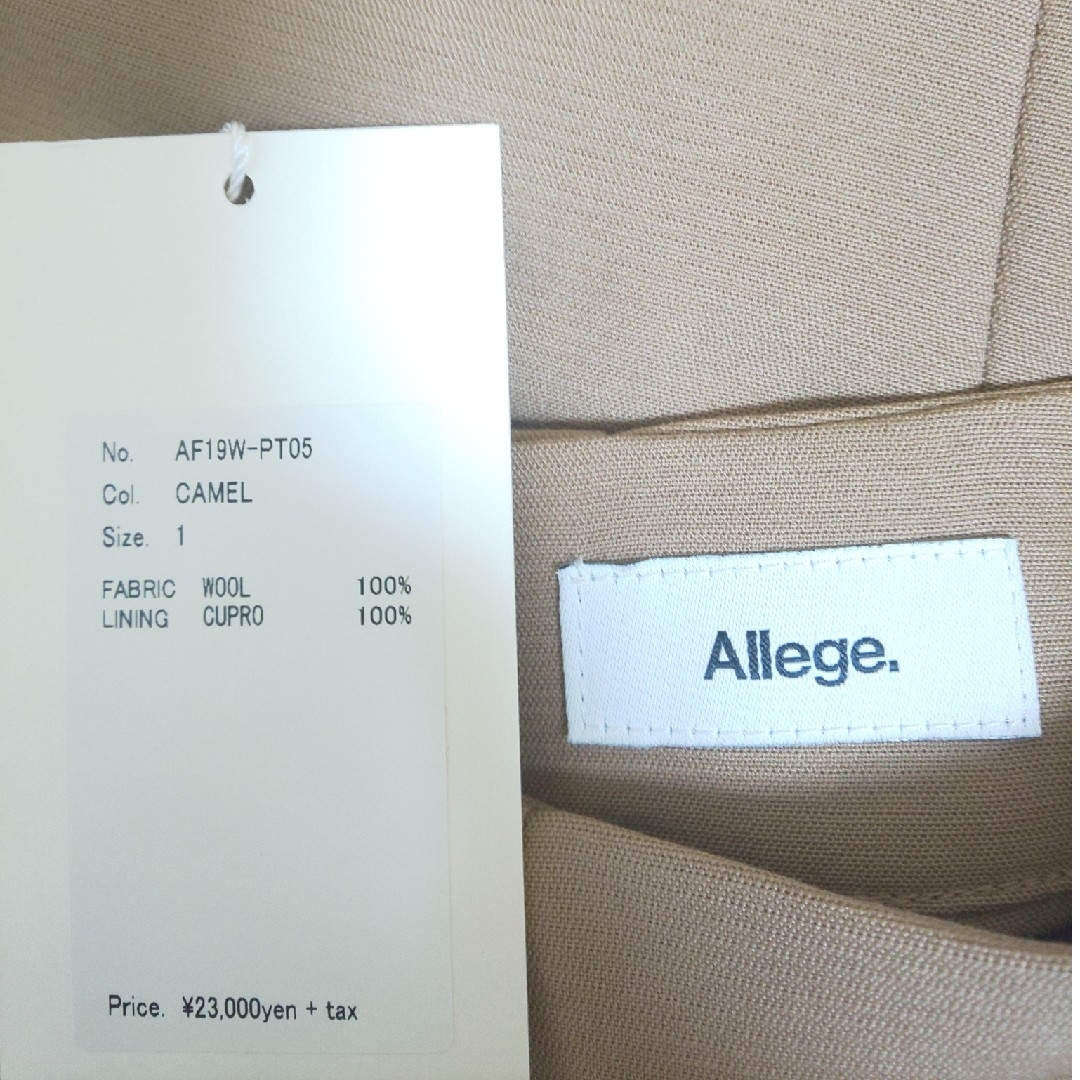 No. AF19W-PT05
Col. CAMEL
Size. 1
FABRIC WOOL 100%
LINING CUPRO 100%
Price. ¥23,000yen + tax
Allege.